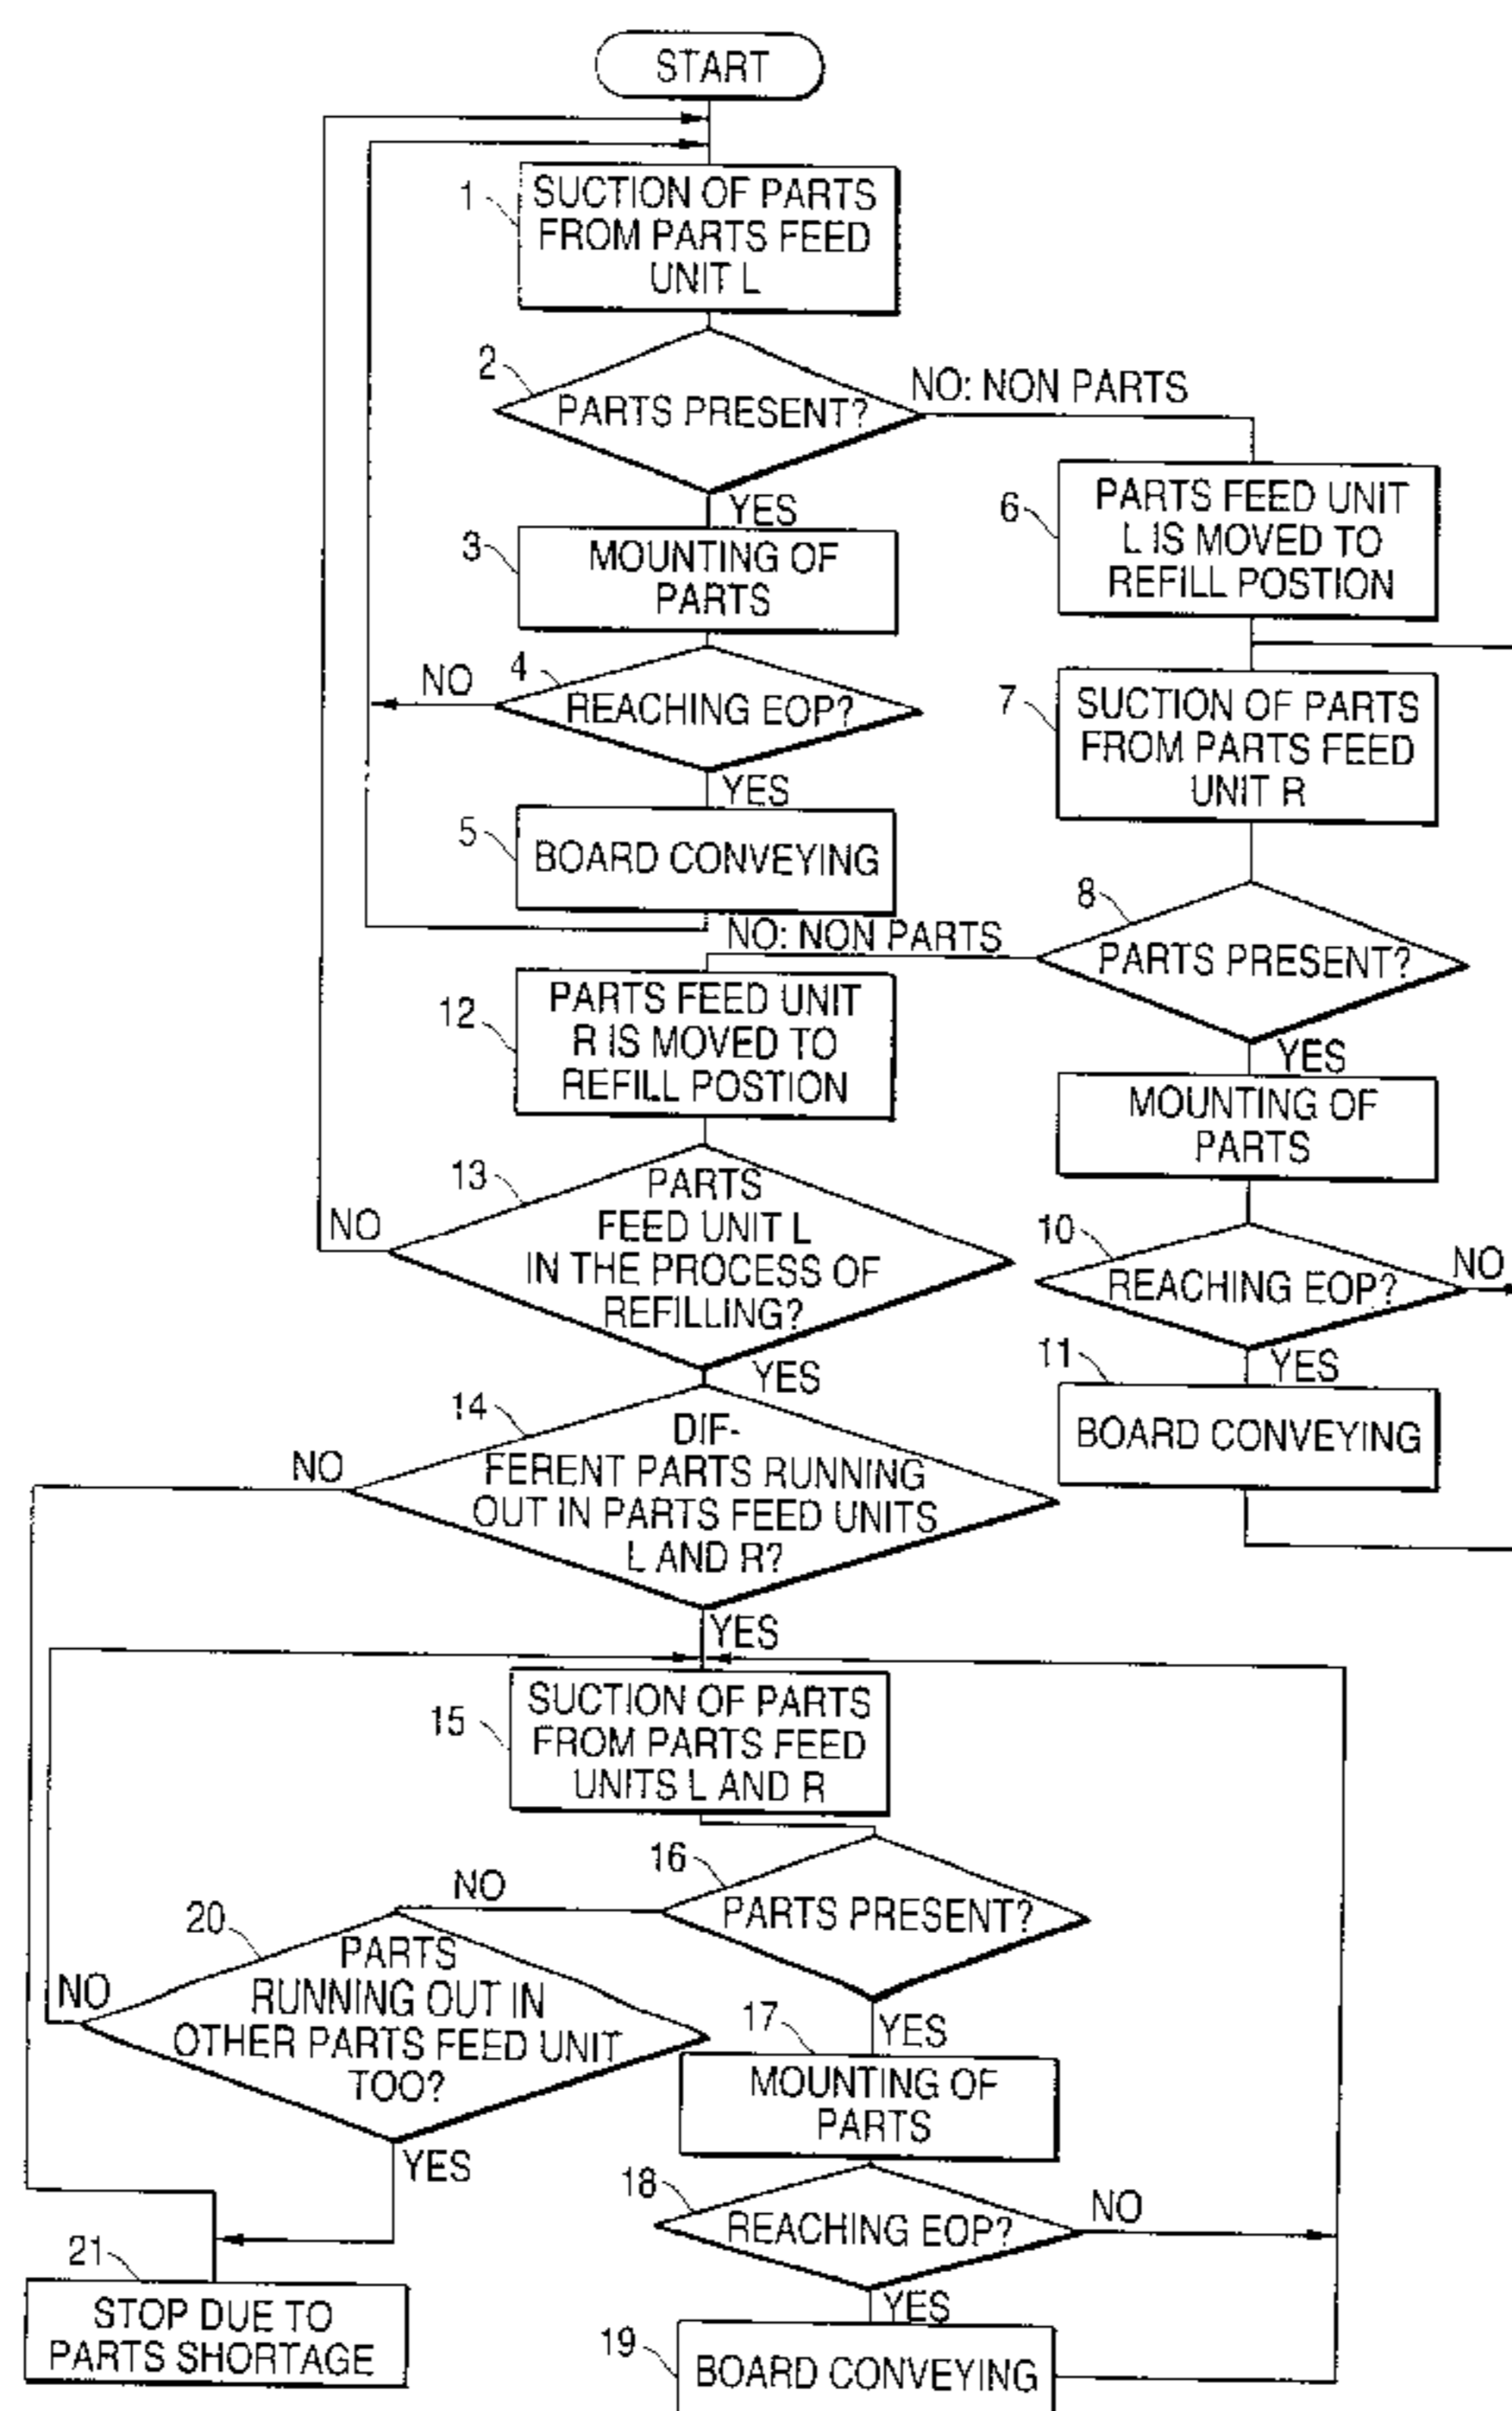 START
1
SUCTION OF PARTS
FROM PARTS FEED
UNIT L
2
PARTS PRESENT?
NO: NON PARTS
YES
3
MOUNTING OF
PARTS
4
REACHING EOP?
NO
YES
5
BOARD CONVEYING
6
PARTS FEED UNIT
L IS MOVED TO
REFILL POSTION
7
SUCTION OF PARTS
FROM PARTS FEED
UNIT R
8
PARTS PRESENT?
NO: NON PARTS
YES
MOUNTING OF
PARTS
10
REACHING EOP?
NO
YES
11
BOARD CONVEYING
12
PARTS FEED UNIT
R IS MOVED TO
REFILL POSTION
13
PARTS
FEED UNIT L
IN THE PROCESS OF
REFILLING?
NO
YES
14
DIF-
FERENT PARTS RUNNING
OUT IN PARTS FEED UNITS
L AND R?
NO
YES
15
SUCTION OF PARTS
FROM PARTS FEED
UNITS L AND R
16
PARTS PRESENT?
NO
YES
17
MOUNTING OF
PARTS
18
REACHING EOP?
NO
YES
19
BOARD CONVEYING
20
PARTS
RUNNING OUT IN
OTHER PARTS FEED UNIT
TOO?
NO
YES
21
STOP DUE TO
PARTS SHORTAGE